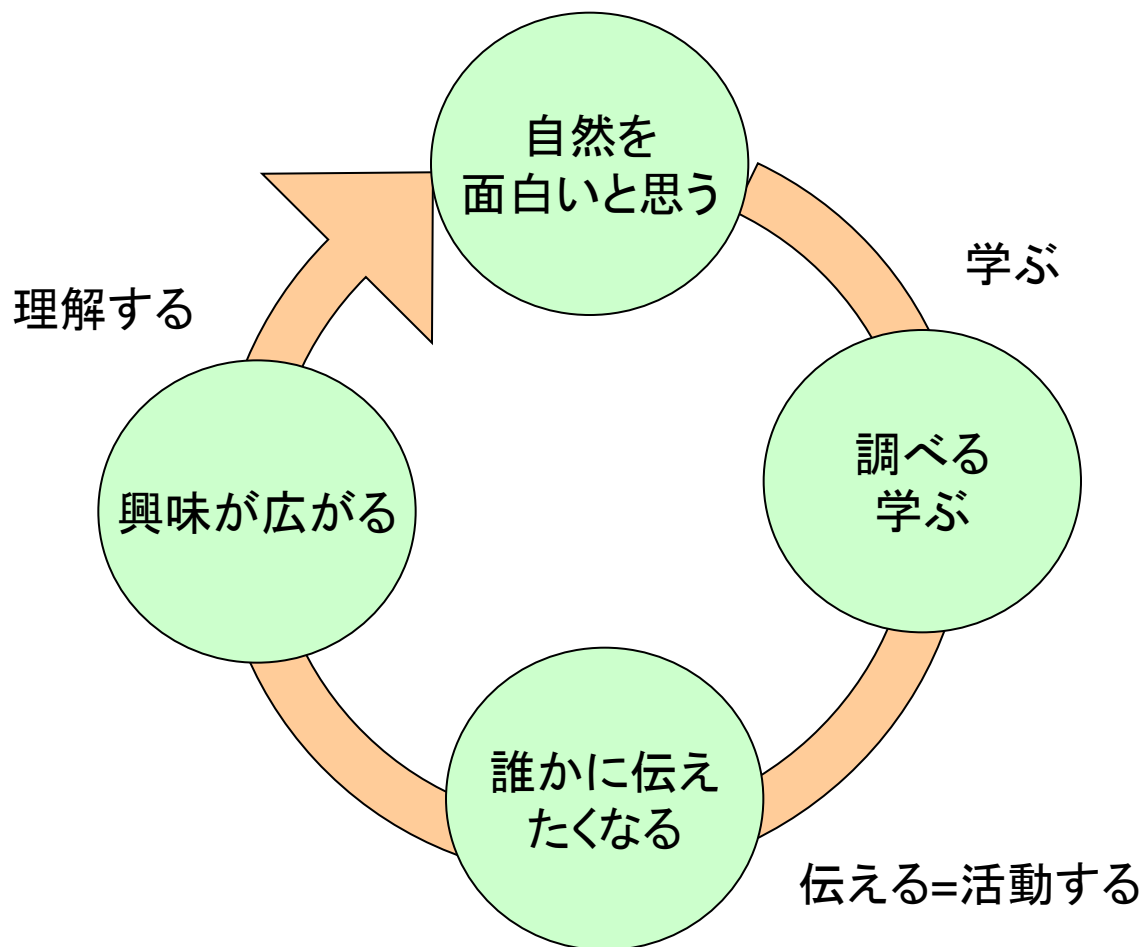 自然を
面白いと思う
学ぶ
理解する
調べる
学ぶ
興味が広がる
誰かに伝え
たくなる
伝える=活動する